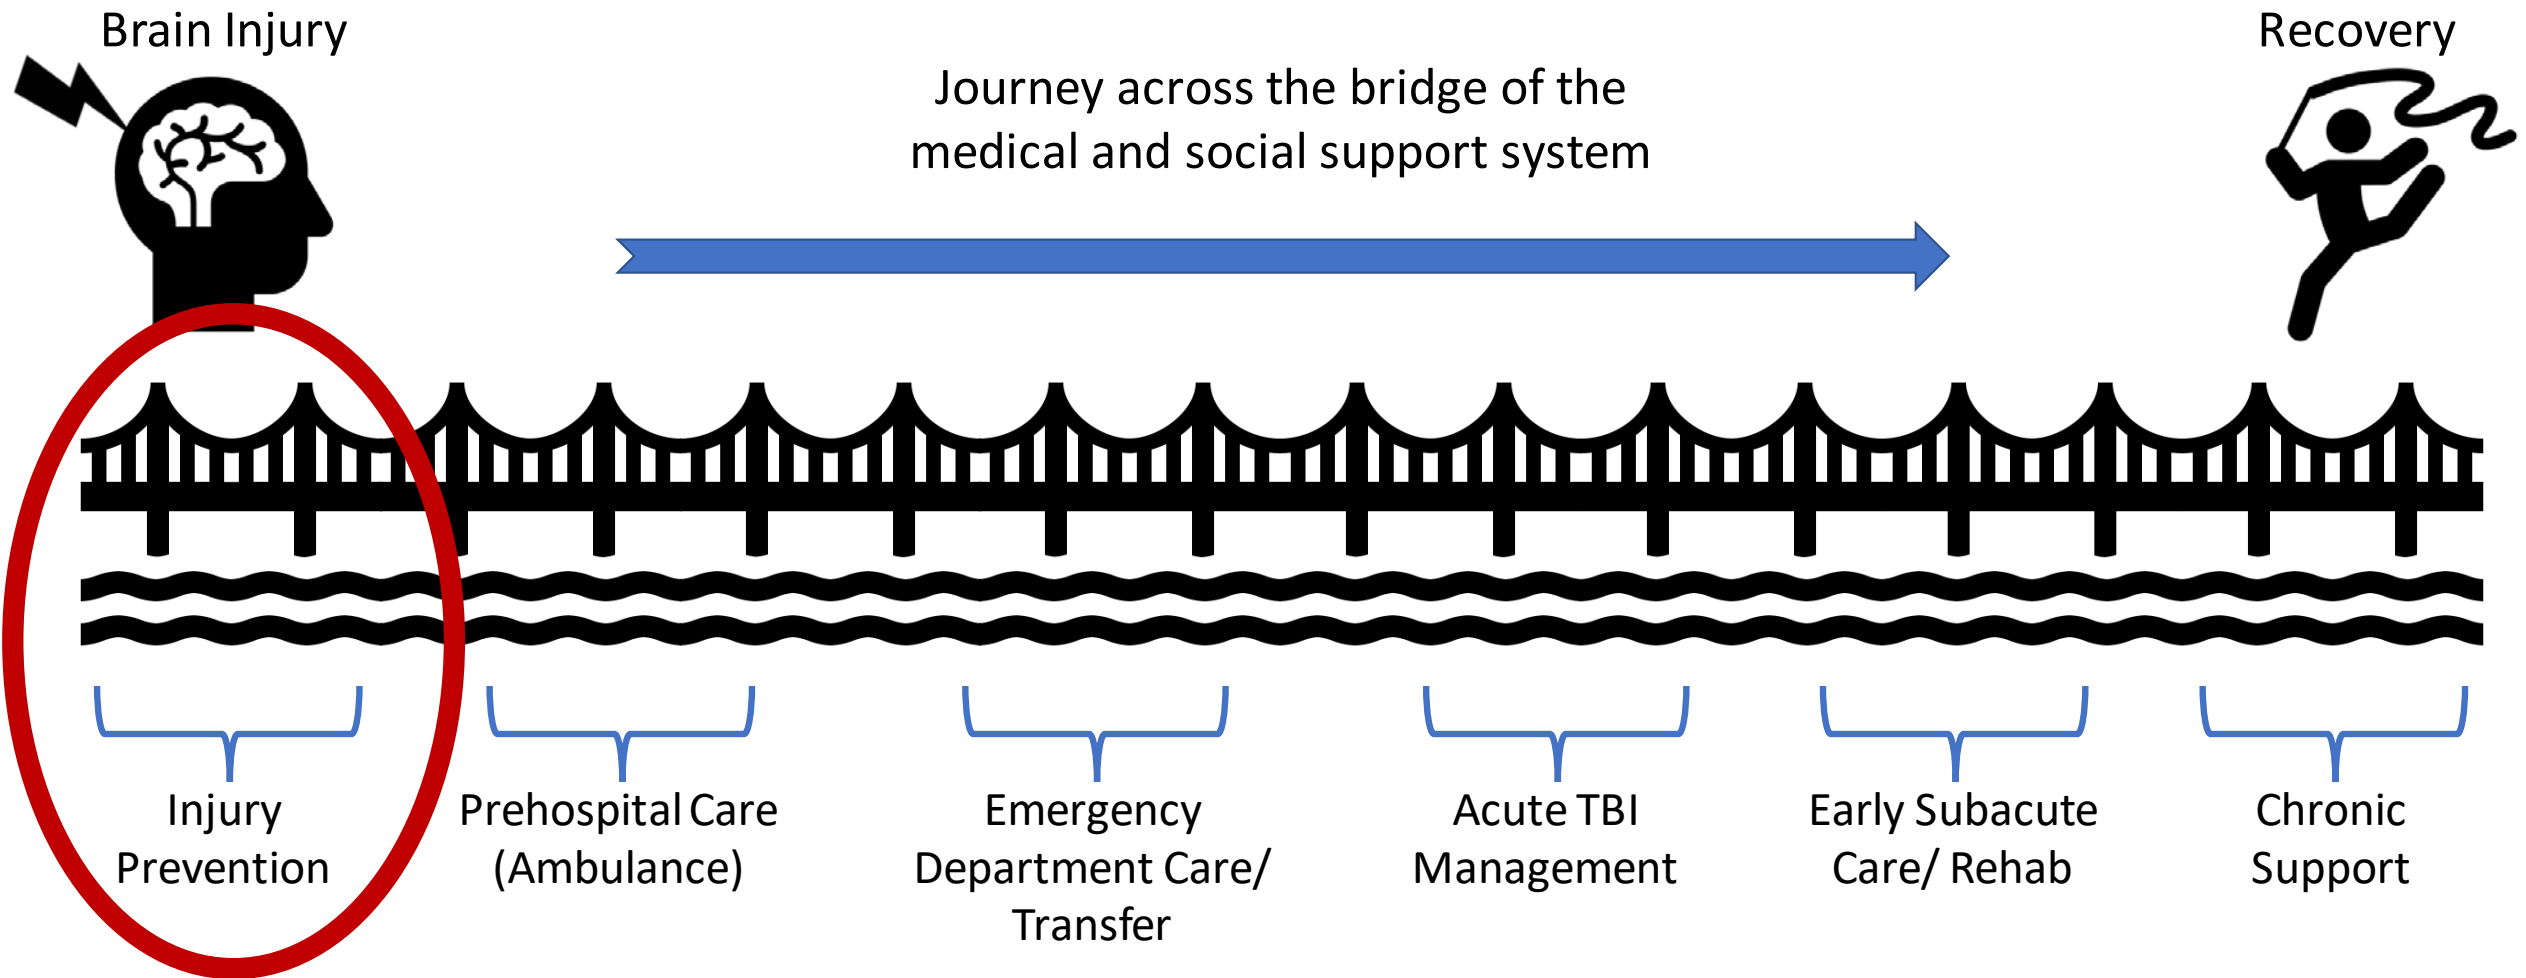 Brain Injury
Recovery
Journey across the bridge of the
medical and social support system
Injury
Prevention
Prehospital Care
(Ambulance)
Emergency
Department Care/
Transfer
Acute TBI
Management
Early Subacute
Care/ Rehab
Chronic
Support